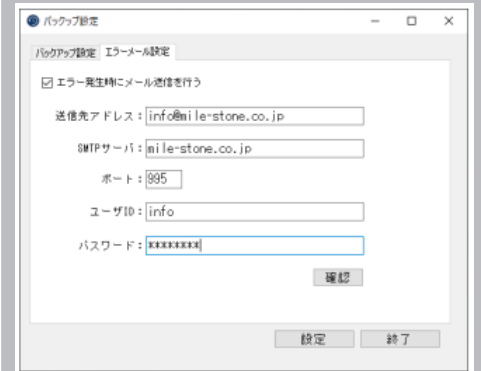 バックアップ設定
バックアップ設定 エラーメール設定
エラー発生時にメール送信を行う
送信先アドレス：info@mile-stone.co.jp
SMTPサーバ：mile-stone.co.jp
ポート：995
ユーザID：info
パスワード：********
確認
設定 終了